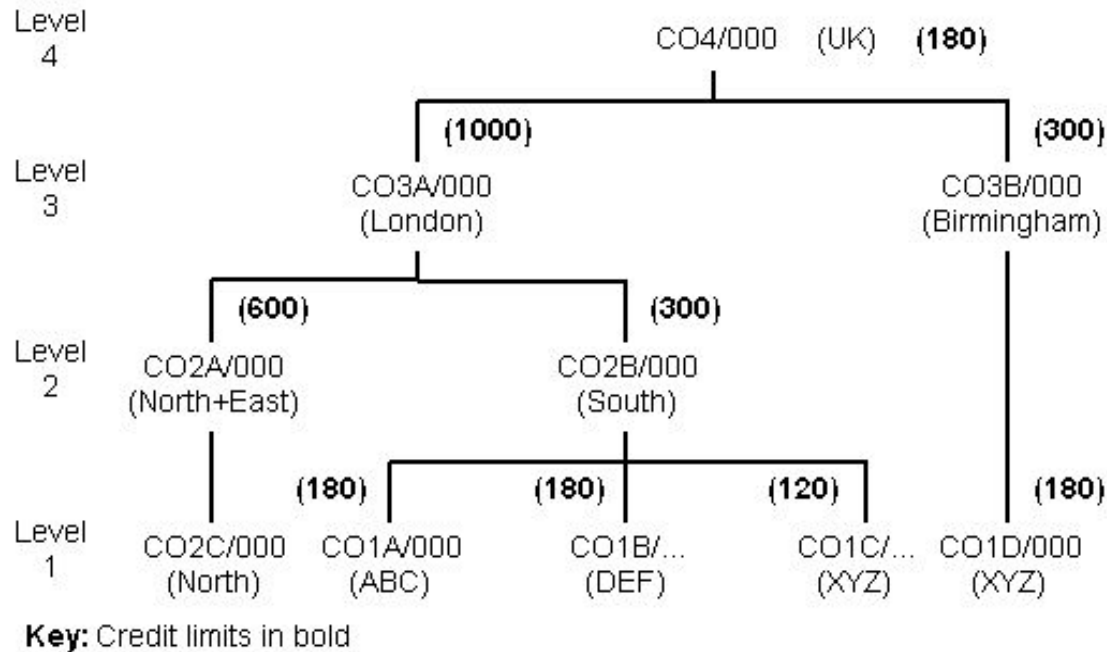 Level
4
CO4/000 (UK) (180)
(1000) (300)
Level
3
CO3A/000
(London)
CO3B/000
(Birmingham)
(600) (300)
Level
2
CO2A/000
(North+East)
CO2B/000
(South)
(180) (180) (120) (180)
Level
1
CO2C/000
(North)
CO1A/000
(ABC)
CO1B/...
(DEF)
CO1C/...
(XYZ)
CO1D/000
(XYZ)
Key: Credit limits in bold